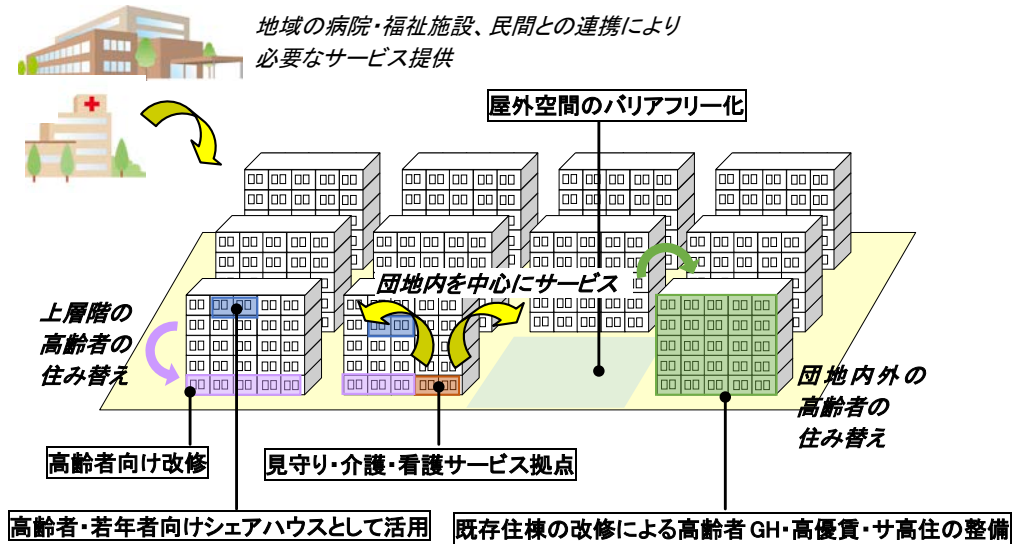 地域の病院・福祉施設、民間との連携により
必要なサービス提供
屋外空間のバリアフリー化
団地内を中心にサービス
上層階の
高齢者の
住み替え
団地内外の
高齢者の
住み替え
高齢者向け改修
見守り・介護・看護サービス拠点
高齢者・若年者向けシェアハウスとして活用
既存住棟の改修による高齢者GH・高優賃・サ高住の整備